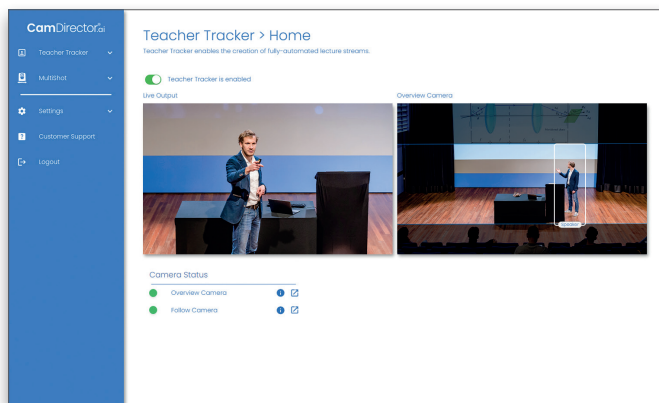 CamDirector.ai
Teacher Tracker
MultiShot
Settings
Customer Support
Logout
Teacher Tracker > Home
Teacher Tracker enables the creation of fully-automated lecture streams.
Teacher Tracker is enabled
Live Output
Overview Camera
speaker
Camera Status
Overview Camera
Follow Camera